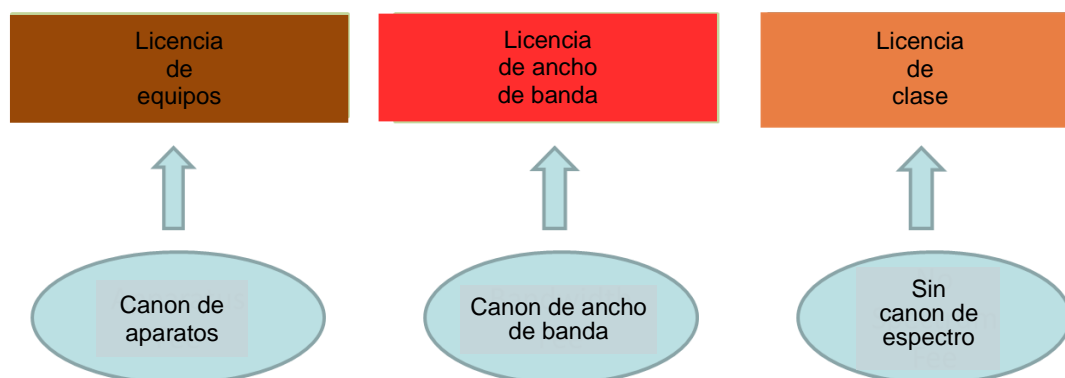 Licencia
de
equipos
Licencia
de ancho
de banda
Licencia
de
clase
Canon de
aparatos
Canon de ancho
de banda
Sin
canon de
espectro